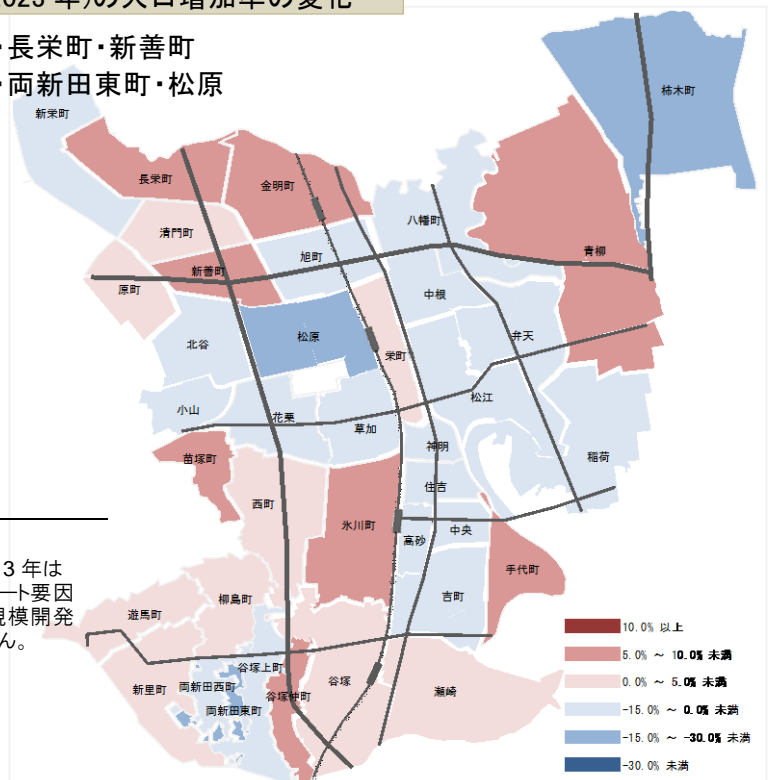 023 年)の人口増加率の変化
・長栄町・新善町
・両新田東町・松原
柿木町
新栄町
長栄町
金明町
八幡町
清門町
青柳
旭町
新善町
原町
中根
弁天
松原
北谷
栄町
松江
小山
花栗
草加
神明
稲荷
苗塚町
住吉
西町
氷川町
高砂
中央
手代町
吉町
3 年は
ート要因
規模開発
ん。
柳島町
遊馬町
谷塚上町
谷塚
瀬崎
新里町
両新田西町
谷塚仲町
両新田東町
10.0% 以上
5.0% ~ 10.0% 未満
0.0% ~ 5.0% 未満
-15.0% ~ 0.0% 未満
-15.0% ~ -30.0% 未満
-30.0% 未満